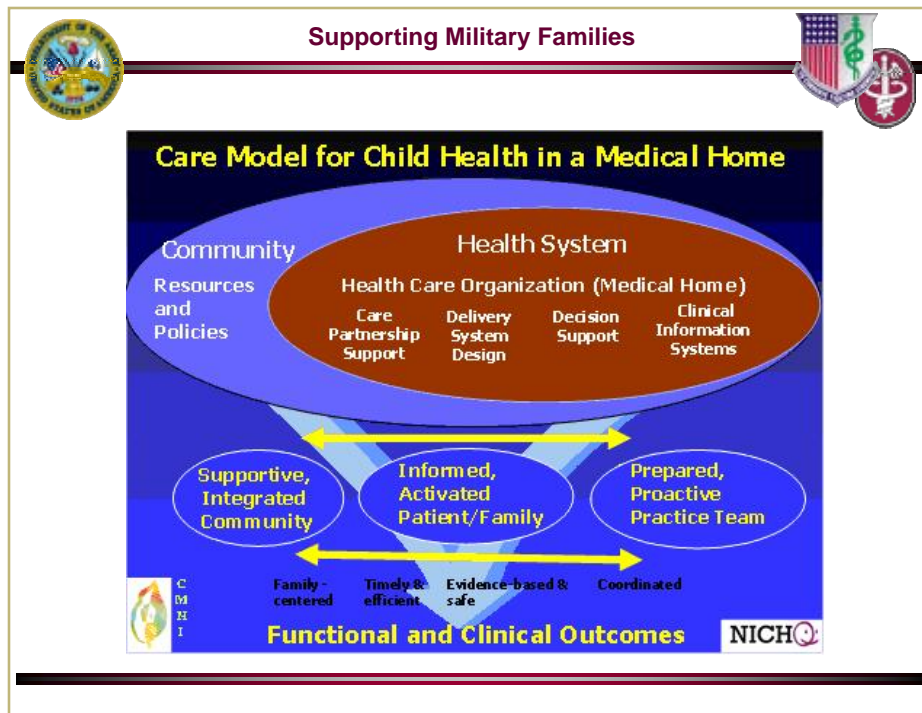 Supporting Military Families
Care Model for Child Health in a Medical Home
Community
Resources
and
Policies
Health System
Health Care Organization (Medical Home)
Care
Partnership
Support
Delivery
System
Design
Decision
Support
Clinical
Information
Systems
Supportive,
Integrated
Community
Informed,
Activated
Patient/Family
Prepared,
Proactive
Practice Team
Family -
centered
Timely &
efficient
Evidence-based &
safe
Coordinated
Functional and Clinical Outcomes
C
M
H
I
NICHQ